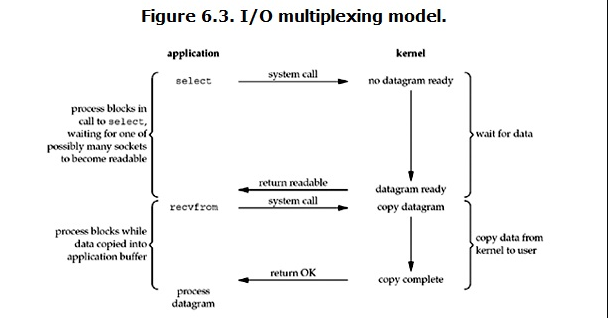 Figure 6.3. I/O multiplexing model.
application
kernel
select
system call
no datagram ready
process blocks in
call to select,
waiting for one of
possibly many sockets
to become readable
wait for data
return readable
datagram ready
recvfrom
system call
copy datagram
process blocks while
data copied into
application buffer
copy data from
kernel to user
return OK
copy complete
process
datagram